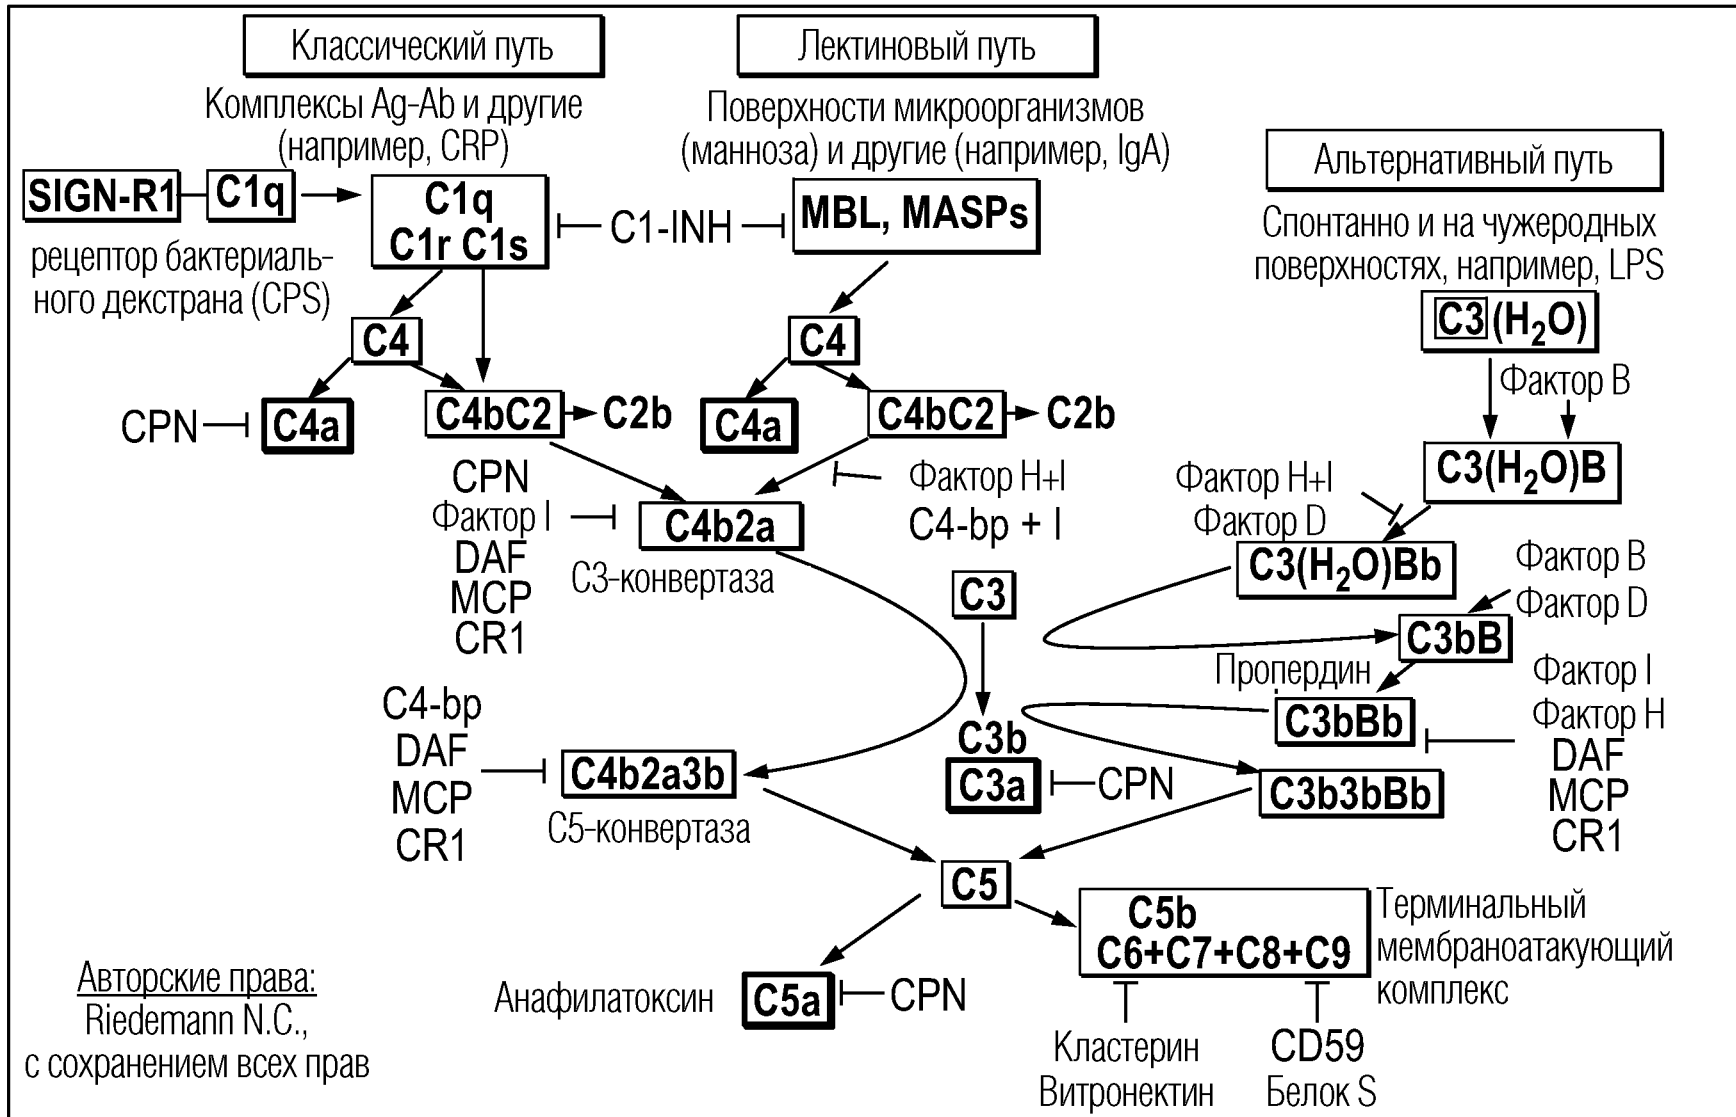 Классический путь
Комплексы Ag-Ab и другие
(например, CRP)
SIGN-R1
C1q
C1q
C1r C1s
рецептор бактериаль-
ного декстрана (CPS)
C1-INH
Лектиновый путь
Поверхности микроорганизмов
(манноза) и другие (например, IgA)
MBL, MASPs
Альтернативный путь
Спонтанно и на чужеродных
поверхностях, например, LPS
C3 (H2O)
Фактор B
C3(H2O)B
C4
C4
CPN
C4a
C4bC2
C2b
C4a
C4bC2
C2b
CPN
Фактор I
DAF
MCP
CR1
C4b2a
С3-конвертаза
Фактор H+I
C4-bp + I
Фактор H+I
Фактор D
C3(H2O)Bb
Фактор B
Фактор D
C3bB
C3
Пропердин
C3bBb
Фактор I
Фактор H
DAF
MCP
CR1
C3b
C3a
CPN
C3b3bBb
C4-bp
DAF
MCP
CR1
C4b2a3b
С5-конвертаза
C5
C5b
C6+C7+C8+C9
Терминальный
мембраноатакующий
комплекс
Анафилатоксин
C5a
CPN
Кластерин
Витронектин
CD59
Белок S
Авторские права:
Riedemann N.C.,
с сохранением всех прав